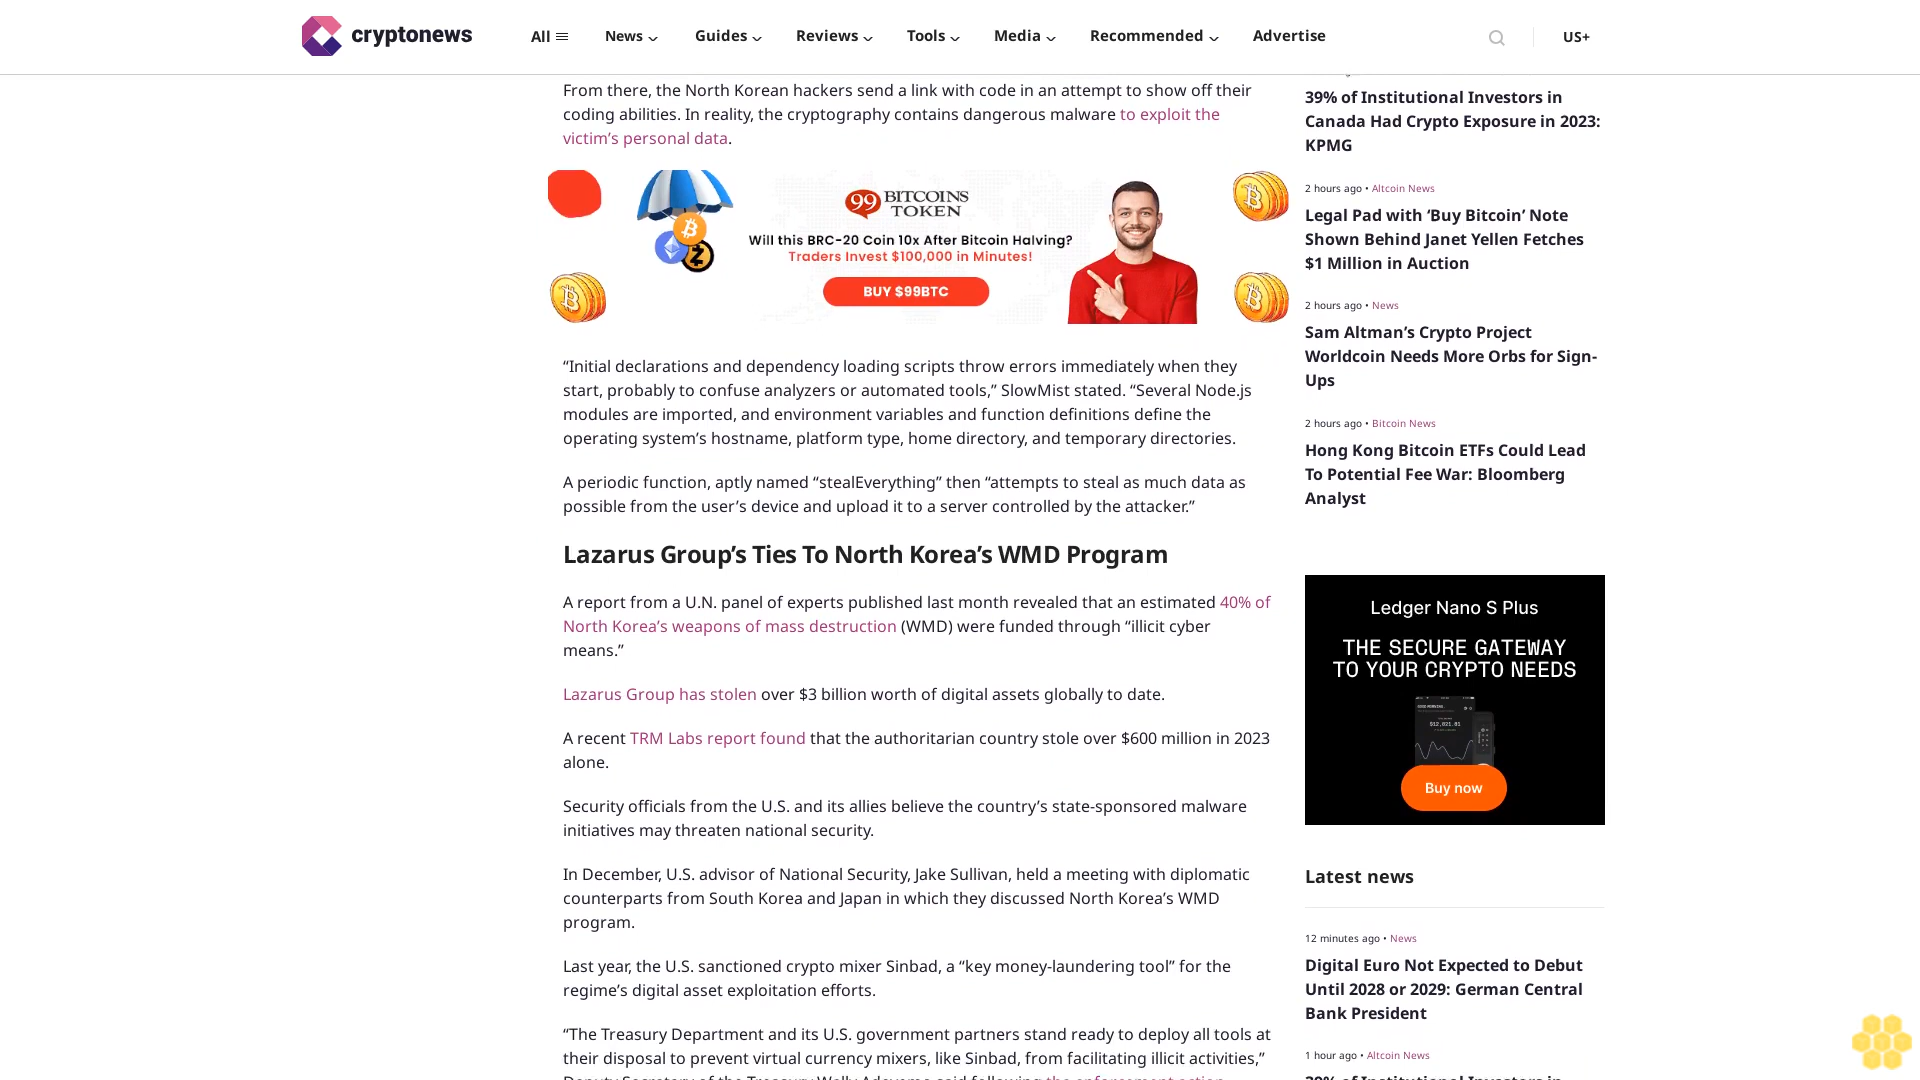 cryptonews
All
News
Guides
Reviews
Tools
Media
Recommended
Advertise
US+
From there, the North Korean hackers send a link with code in an attempt to show off their
coding abilities. In reality, the cryptography contains dangerous malware to exploit the
victim’s personal data.
99 BITCOINS
TOKEN
Will this BRC-20 Coin 10x After Bitcoin Halving?
Traders Invest $100,000 in Minutes!
BUY $99BTC
“Initial declarations and dependency loading scripts throw errors immediately when they
start, probably to confuse analyzers or automated tools,” SlowMist stated. “Several Node.js
modules are imported, and environment variables and function definitions define the
operating system’s hostname, platform type, home directory, and temporary directories.
A periodic function, aptly named “stealEverything” then “attempts to steal as much data as
possible from the user’s device and upload it to a server controlled by the attacker.”
Lazarus Group’s Ties To North Korea’s WMD Program
A report from a U.N. panel of experts published last month revealed that an estimated 40% of
North Korea’s weapons of mass destruction (WMD) were funded through “illicit cyber
means.”
Lazarus Group has stolen over $3 billion worth of digital assets globally to date.
A recent TRM Labs report found that the authoritarian country stole over $600 million in 2023
alone.
Security officials from the U.S. and its allies believe the country’s state-sponsored malware
initiatives may threaten national security.
In December, U.S. advisor of National Security, Jake Sullivan, held a meeting with diplomatic
counterparts from South Korea and Japan in which they discussed North Korea’s WMD
program.
Last year, the U.S. sanctioned crypto mixer Sinbad, a “key money-laundering tool” for the
regime’s digital asset exploitation efforts.
“The Treasury Department and its U.S. government partners stand ready to deploy all tools at
their disposal to prevent virtual currency mixers, like Sinbad, from facilitating illicit activities,”
Deputy Secretary of the Treasury Wally Adeyemo said following the enforcement action
39% of Institutional Investors in
Canada Had Crypto Exposure in 2023:
KPMG
2 hours ago • Altcoin News
Legal Pad with ‘Buy Bitcoin’ Note
Shown Behind Janet Yellen Fetches
$1 Million in Auction
2 hours ago • News
Sam Altman’s Crypto Project
Worldcoin Needs More Orbs for Sign-
Ups
2 hours ago • Bitcoin News
Hong Kong Bitcoin ETFs Could Lead
To Potential Fee War: Bloomberg
Analyst
Ledger Nano S Plus
THE SECURE GATEWAY
TO YOUR CRYPTO NEEDS
$12,021.01
Buy now
Latest news
12 minutes ago • News
Digital Euro Not Expected to Debut
Until 2028 or 2029: German Central
Bank President
1 hour ago • Altcoin News
39% of Institutional Investors in